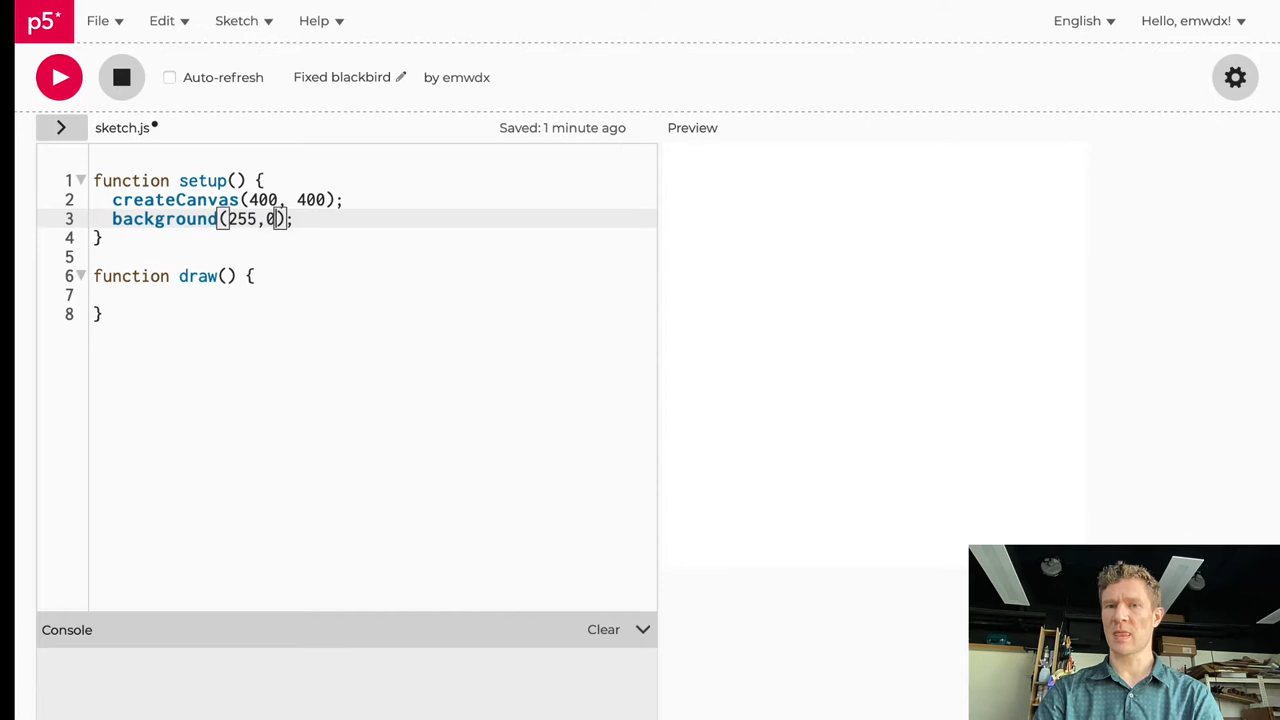 p5*
File
Edit
Sketch
Help
English
Hello, emwdx!
Auto-refresh
Fixed blackbird
by emwdx
sketch.js
Saved: 1 minute ago
Preview
1 function setup() {
2 createCanvas(400, 400);
3 background(255,0);
4 }
5
6 function draw() {
7
8 }
Console
Clear